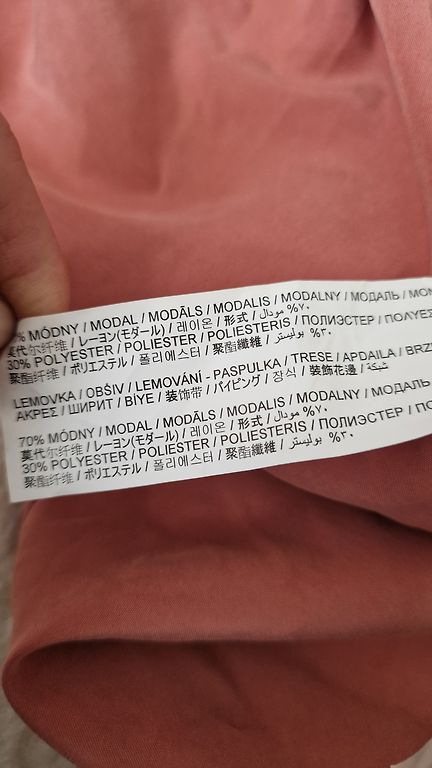 % MÓDNY / MODAL / MODĀLS / MODALIS / MODALNY / МОДАЛЬ / MO
莫代尔纤维 / レーヨン(モダール) / 레이온 / 形式 / مودال %٧٠
30% POLYESTER / POLIESTER / POLIESTERIS / ПОЛИЭСТЕР / ΠΟΛΥΕΣ
聚酯纤维 / ポリエステル / 폴리에스터 / 聚酯纖維 / بوليستر %٣٠
LEMOVKA / OBŠIV / LEMOVÁNÍ - PASPULKA / TRESE / APDAILA / BRZ
ΑΚΡΕΣ / ШИРИТ / BİYE / 装饰带 / パイピング / 장식 / 裝飾花邊 / شبكة
70% MÓDNY / MODAL / MODĀLS / MODALIS / MODALNY / МОДАЛЬ
莫代尔纤维 / レーヨン(モダール) / 레이온 / 形式 / مودال %٧٠
30% POLYESTER / POLIESTER / POLIESTERIS / ПОЛИЭСТЕР / ΠΟ
聚酯纤维 / ポリエステル / 폴리에스터 / 聚酯纖維 / بوليستر %٣٠